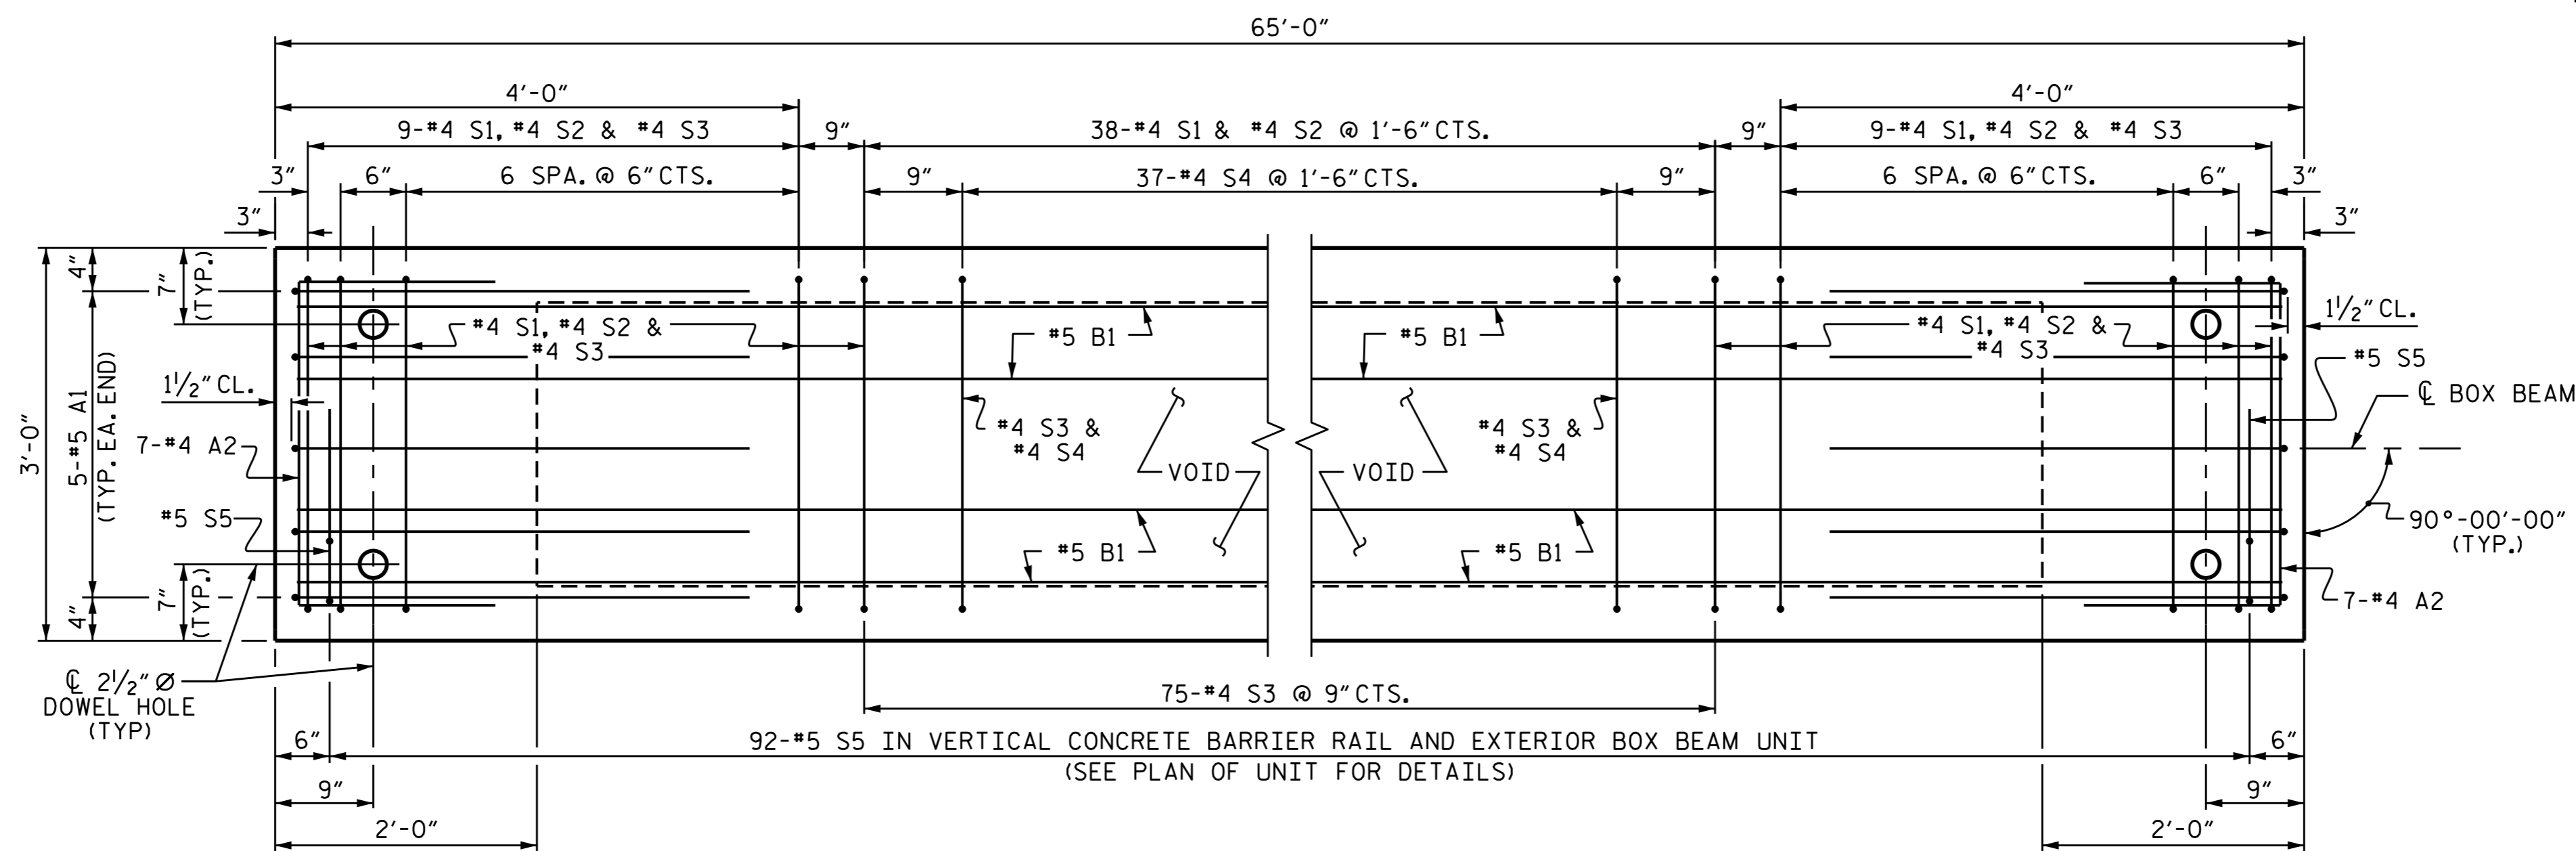 65'-0"
4'-0"
4'-0"
9-#4 S1, #4 S2 & #4 S3
9"
38-#4 S1 & #4 S2 @ 1'-6" CTS.
9"
9-#4 S1, #4 S2 & #4 S3
3"
6"
6 SPA. @ 6" CTS.
9"
37-#4 S4 @ 1'-6" CTS.
9"
6 SPA. @ 6" CTS.
6"
3"
3"
3"
4"
7"
(TYP.)
3'-0"
5-#5 A1
(TYP. EA. END)
#4 S1, #4 S2 &
#4 S3
#5 B1
#5 B1
#4 S1, #4 S2 &
#4 S3
1½" CL.
#5 S5
1½" CL.
℄ BOX BEAM
7-#4 A2
#4 S3 &
#4 S4
VOID
VOID
#4 S3 &
#4 S4
#5 S5
#5 B1
#5 B1
90°-00'-00"
(TYP.)
7-#4 A2
4"
7"
(TYP.)
℄ 2½" Ø
DOWEL HOLE
(TYP)
75-#4 S3 @ 9" CTS.
6"
92-#5 S5 IN VERTICAL CONCRETE BARRIER RAIL AND EXTERIOR BOX BEAM UNIT
(SEE PLAN OF UNIT FOR DETAILS)
6"
9"
9"
2'-0"
2'-0"